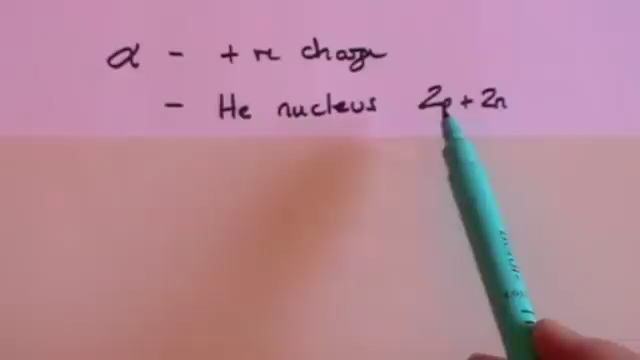 α - +ve charge
- He nucleus 2p + 2n